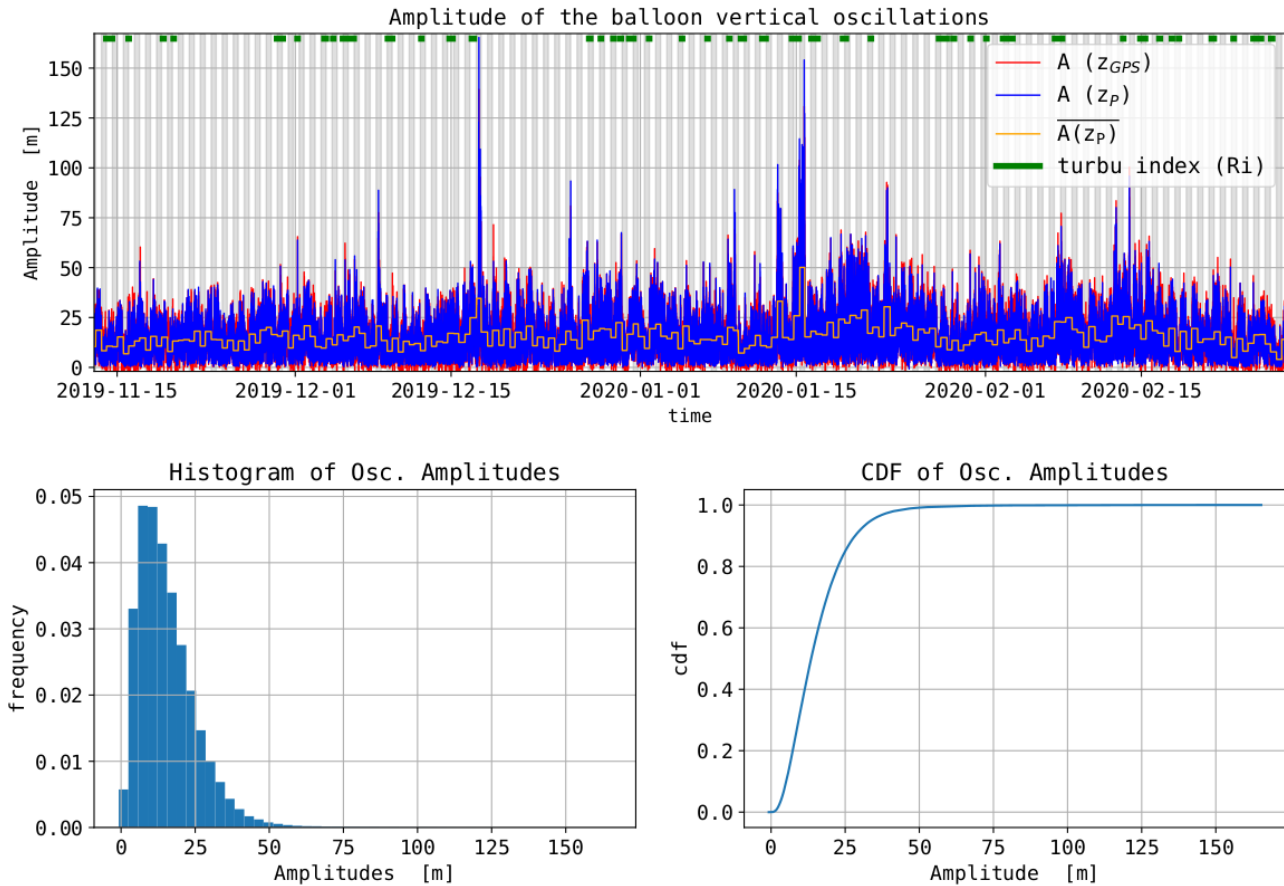 Amplitude of the balloon vertical oscillations
Amplitude [m]
150
125
100
75
50
25
0
A (z_GPS)
A (z_P)
A(z_P)
turbu index (Ri)
2019-11-15 2019-12-01 2019-12-15 2020-01-01 2020-01-15 2020-02-01 2020-02-15
time
Histogram of Osc. Amplitudes
frequency
0.05
0.04
0.03
0.02
0.01
0.00
0 25 50 75 100 125 150
Amplitudes [m]
CDF of Osc. Amplitudes
cdf
1.0
0.8
0.6
0.4
0.2
0.0
0 25 50 75 100 125 150
Amplitude [m]